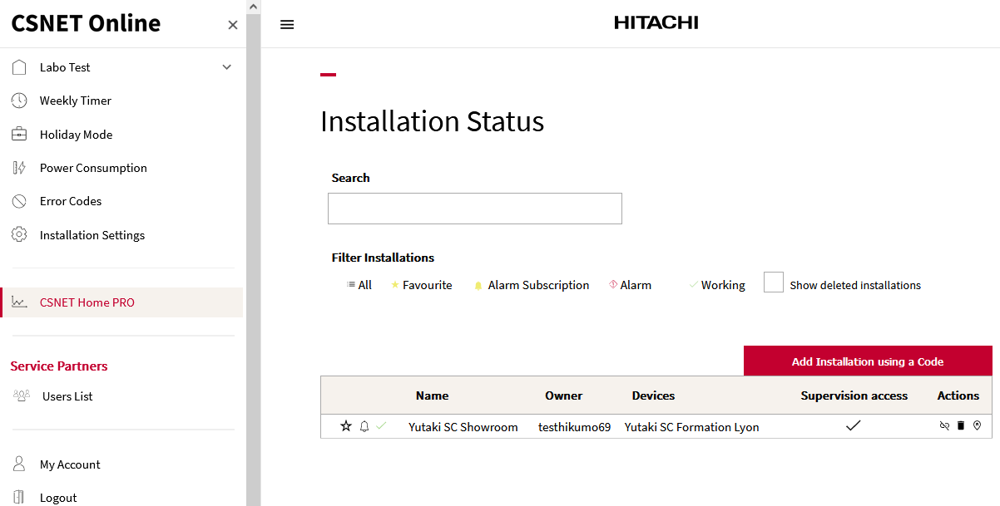 CSNET Online
Labo Test
Weekly Timer
Holiday Mode
Power Consumption
Error Codes
Installation Settings
CSNET Home PRO
Service Partners
Users List
My Account
Logout
HITACHI
Installation Status
Search
Filter Installations
All Favourite Alarm Subscription Alarm Working Show deleted installations
Add Installation using a Code
Name Owner Devices Supervision access Actions
Yutaki SC Showroom testhikumo69 Yutaki SC Formation Lyon